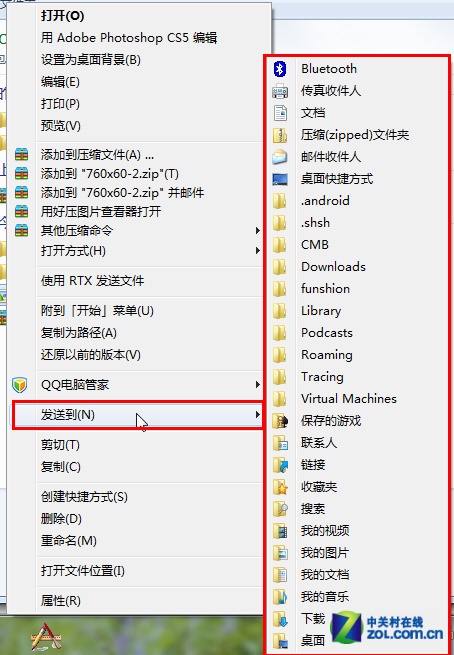 打开(O)
用 Adobe Photoshop CS5 编辑
设置为桌面背景(B)
编辑(E)
打印(P)
预览(V)
添加到压缩文件(A) ...
添加到 "760x60-2.zip"(T)
添加到 "760x60-2.zip" 并邮件
用好压图片查看器打开
其他压缩命令
打开方式(H)
使用 RTX 发送文件
附到「开始」菜单(U)
复制为路径(A)
还原以前的版本(V)
QQ电脑管家
发送到(N)
剪切(T)
复制(C)
创建快捷方式(S)
删除(D)
重命名(M)
打开文件位置(I)
属性(R)
Bluetooth
传真收件人
文档
压缩(zipped)文件夹
邮件收件人
桌面快捷方式
.android
.shsh
CMB
Downloads
funshion
Library
Podcasts
Roaming
Tracing
Virtual Machines
保存的游戏
联系人
链接
收藏夹
搜索
我的视频
我的图片
我的文档
我的音乐
下载
桌面
中关村在线
ZOL.com.cn